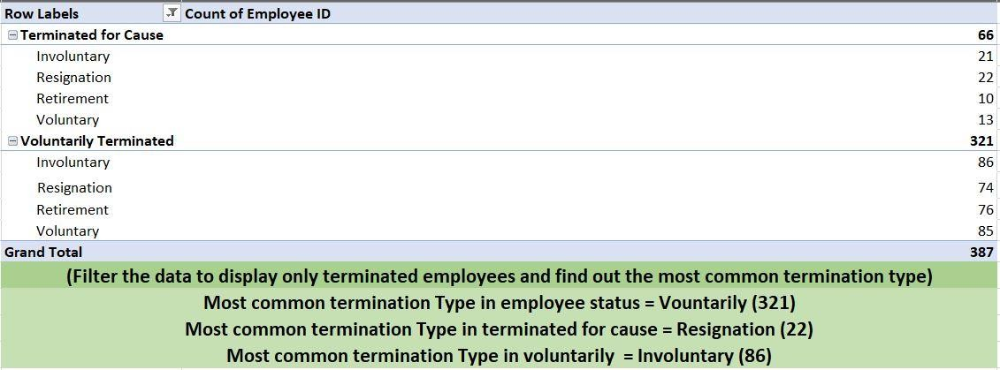 Row Labels Count of Employee ID
Terminated for Cause 66
Involuntary 21
Resignation 22
Retirement 10
Voluntary 13
Voluntarily Terminated 321
Involuntary 86
Resignation 74
Retirement 76
Voluntary 85
Grand Total 387
(Filter the data to display only terminated employees and find out the most common termination type)
Most common termination Type in employee status = Vountarily (321)
Most common termination Type in terminated for cause = Resignation (22)
Most common termination Type in voluntarily = Involuntary (86)